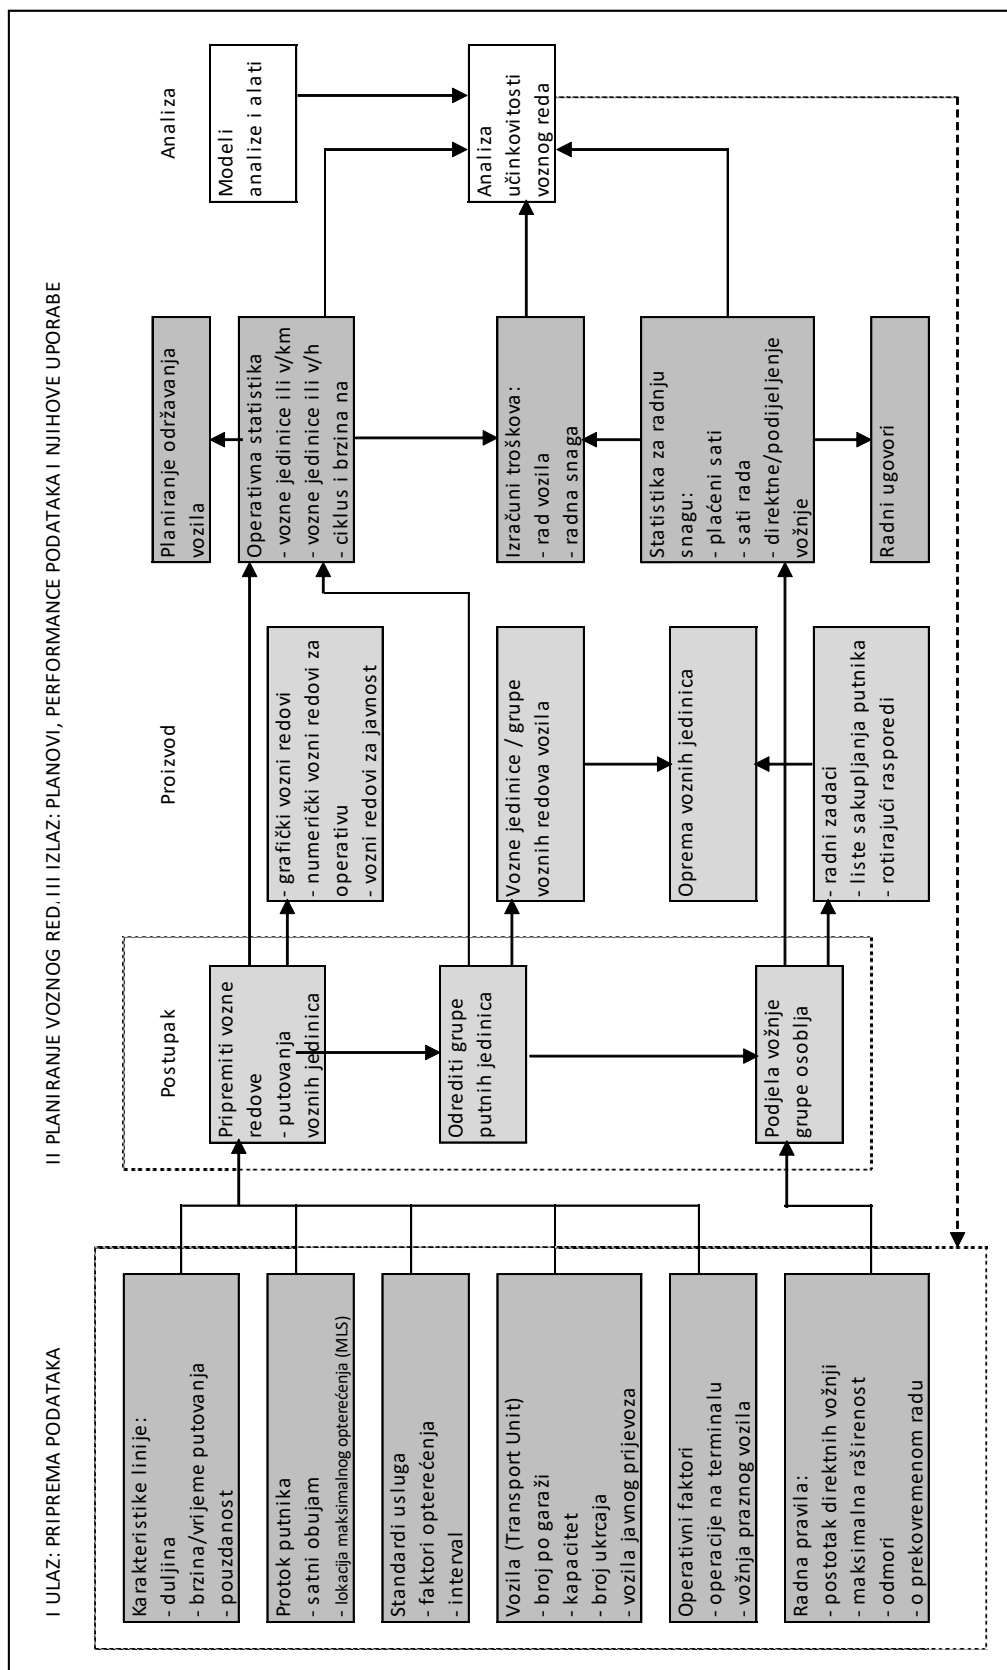 I ULAZ: PRIPREMA PODATAKA
II PLANIRANJE VOZNOG RED.
III IZLAZ: PLANOVI, PERFORMANCE PODATAKA I NJIHOVE UPORABE
Postupak
Proizvod
Analiza
Karakteristike linije:
- duljina
- brzina/vrijeme putovanja
- pouzdanost
Protok putnika
- satni obujam
- lokacija maksimalnog opterećenja (MLS)
Standardi usluga
- faktori opterećenja
- interval
Vozila (Transport Unit)
- broj po garaži
- kapacitet
- broj ukrcaja
- vozila javnog prijevoza
Operativni faktori
- operacije na terminalu
- vožnja praznog vozila
Radna pravila:
- postotak direktnih vožnji
- maksimalna raširenost
- odmori
- o prekovremenom radu
Pripremiti vozne
redove
- putovanja
voznih jedinica
Odrediti grupe
putnih jedinica
Podjela vožnje
grupe osoblja
- grafički vozni redovi
- numerički vozni redovi za
operativu
- vozni redovi za javnost
Vozne jedinice / grupe
voznih redova vozila
Oprema voznih jedinica
- radni zadaci
- liste sakupljanja putnika
- rotirajući rasporedi
Planiranje održavanja
vozila
Operativna statistika
- vozne jedinice ili v/km
- vozne jedinice ili v/h
- ciklus i brzina na
Izračuni troškova:
- rad vozila
- radna snaga
Statistika za radnju
snagu:
- plaćeni sati
- sati rada
- direktne/podijeljenje
vožnje
Radni ugovori
Modeli
analize i alati
Analiza
učinkovitosti
voznog reda